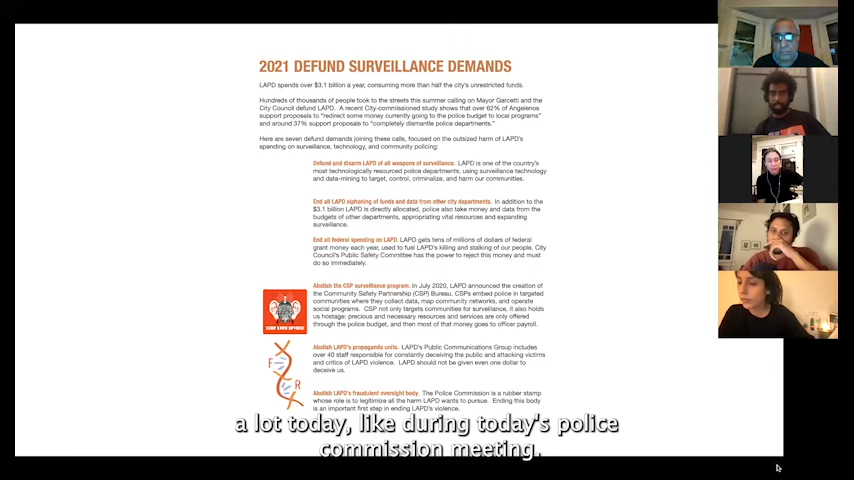 2021 DEFUND SURVEILLANCE DEMANDS
LAPD spends over $3.1 billion a year, consuming more than half the city's unrestricted funds.
Hundreds of thousands of people took to the streets this summer calling on Mayor Garcetti and the
City Council defund LAPD. A recent City-commissioned study shows that over 62% of Angelenos
support proposals to "redirect some money currently going to the police budget to local programs"
and around 37% support proposals to "completely dismantle police departments."
Here are seven defund demands joining these calls, focused on the outsized harm of LAPD's
spending on surveillance, technology, and community policing:
Defund and disarm LAPD of all weapons of surveillance. LAPD is one of the country's
most technologically resourced police departments, using surveillance technology
and data-mining to target, control, criminalize, and harm our communities.
End all LAPD siphoning of funds and data from other city departments. In addition to the
$3.1 billion LAPD is directly allocated, police also take money and data from the
budgets of other departments, appropriating vital resources and expanding
surveillance.
End all federal spending on LAPD. LAPD gets tens of millions of dollars of federal
grant money each year, used to fuel LAPD's killing and stalking of our people. City
Council's Public Safety Committee has the power to reject this money and must
do so immediately.
Abolish the CSP surveillance program. In July 2020, LAPD announced the creation of
the Community Safety Partnership (CSP) Bureau. CSPs embed police in targeted
communities where they collect data, map community networks, and operate
social programs. CSP not only targets communities for surveillance, it also holds
us hostage: precious and necessary resources and services are only offered
through the police budget, and then most of that money goes to officer payroll.
STOP LAPD SPYING!
Abolish LAPD's propaganda units. LAPD's Public Communications Group includes
over 40 staff responsible for constantly deceiving the public and attacking victims
and critics of LAPD violence. LAPD should not be given even one dollar to
deceive us.
F
R
Abolish LAPD's fraudulent oversight body. The Police Commission is a rubber stamp
whose role is to legitimize all the harm LAPD wants to pursue. Ending this body
is an important first step in ending LAPD's violence.
a lot today, like during today's police
commission meeting.